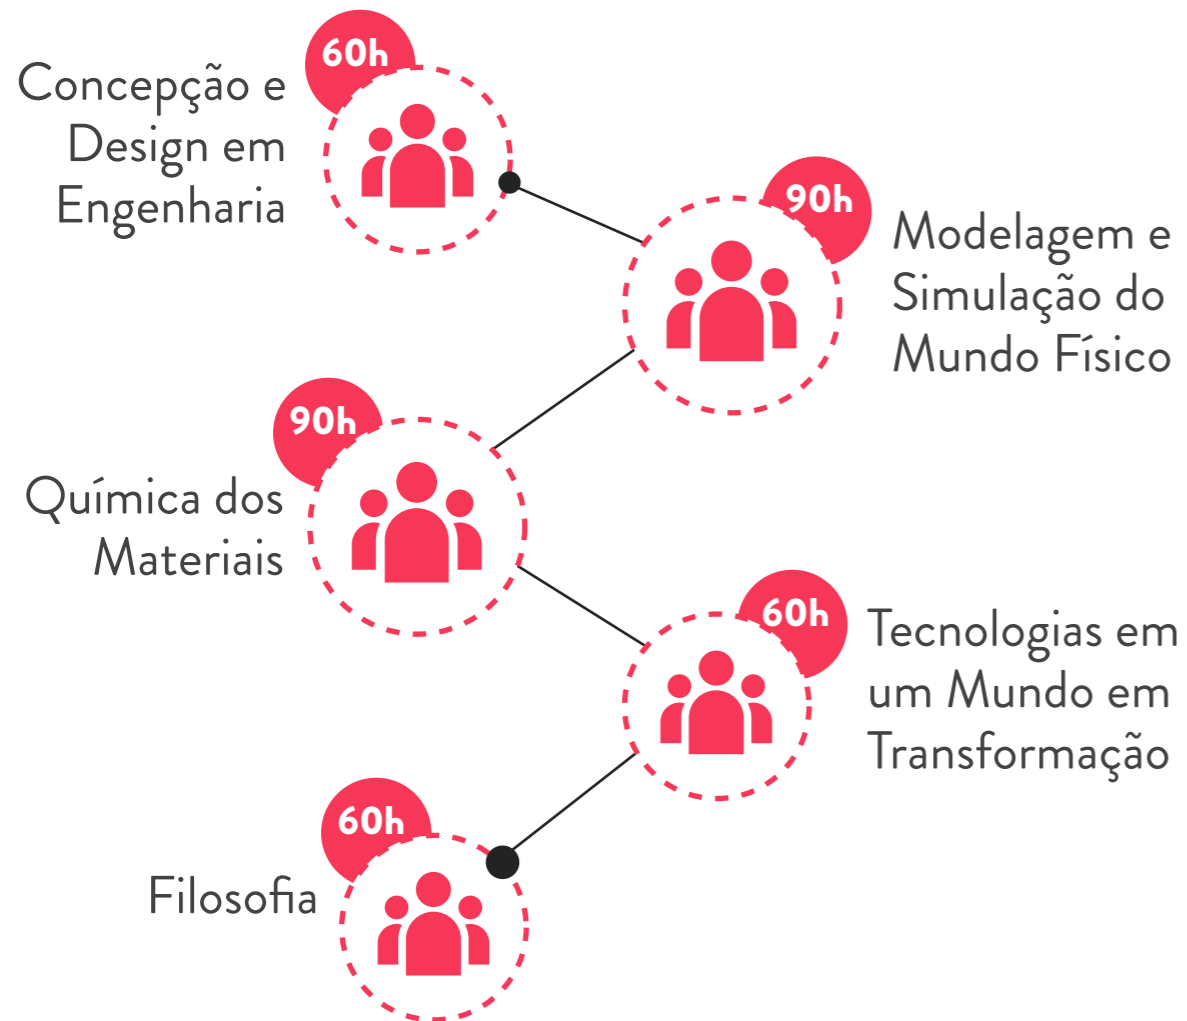 60h
Concepção e
Design em
Engenharia
90h
Modelagem e
Simulação do
Mundo Físico
90h
Química dos
Materiais
60h
Tecnologias em
um Mundo em
Transformação
60h
Filosofia